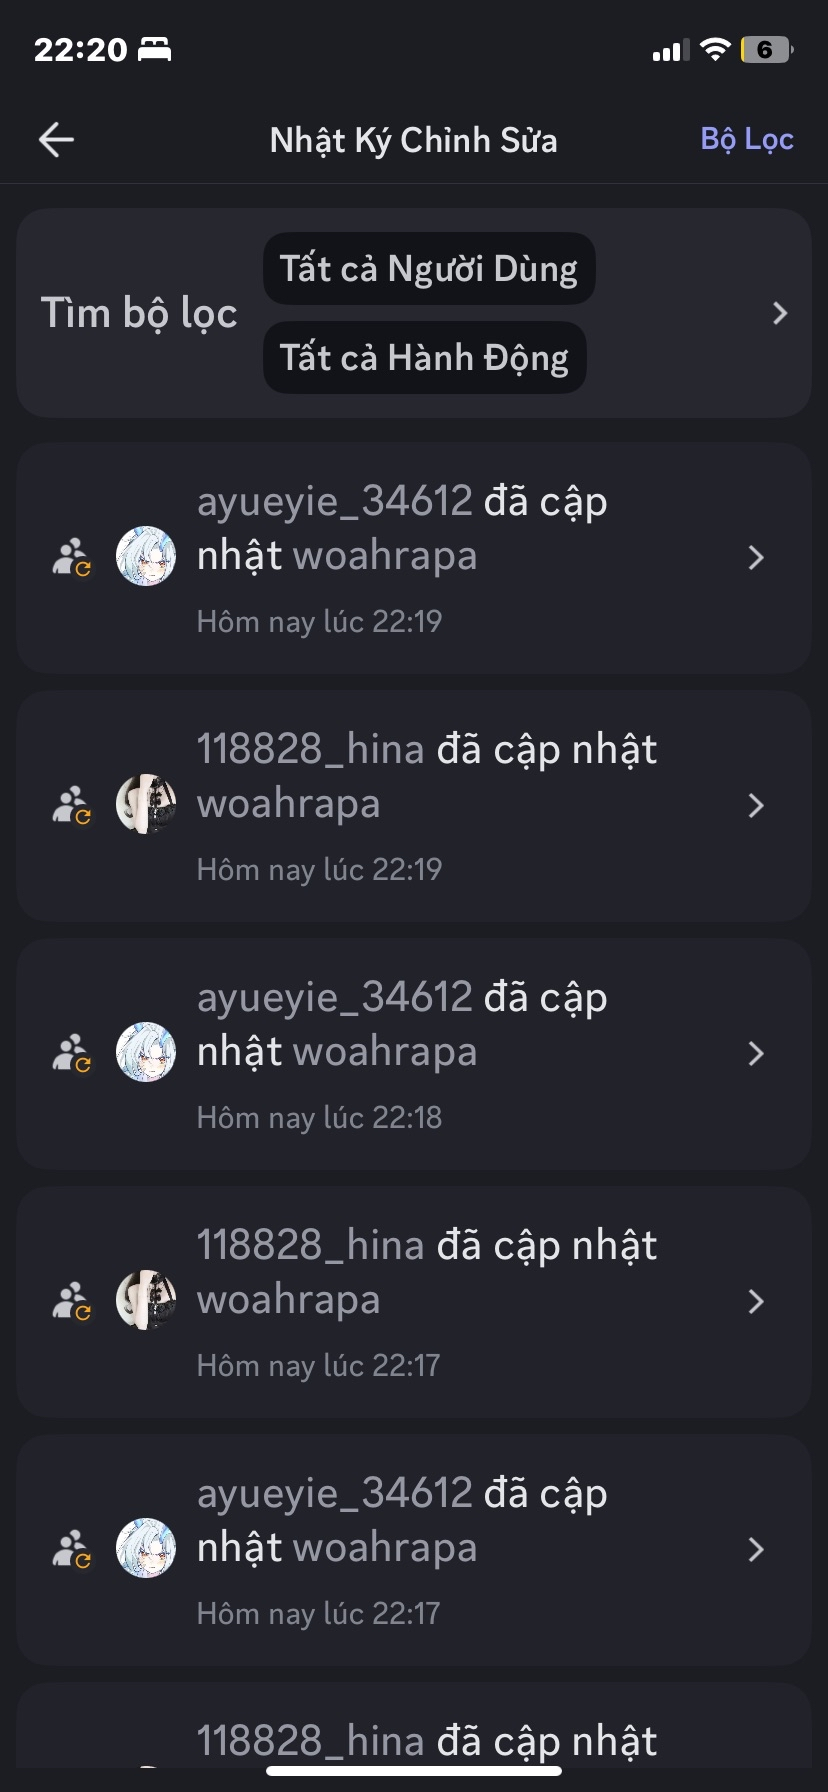 22:20
6
Nhật Ký Chỉnh Sửa
Bộ Lọc
Tìm bộ lọc
Tất cả Người Dùng
Tất cả Hành Động
ayueyie_34612 đã cập
nhật woahrapa
Hôm nay lúc 22:19
118828_hina đã cập nhật
woahrapa
Hôm nay lúc 22:19
ayueyie_34612 đã cập
nhật woahrapa
Hôm nay lúc 22:18
118828_hina đã cập nhật
woahrapa
Hôm nay lúc 22:17
ayueyie_34612 đã cập
nhật woahrapa
Hôm nay lúc 22:17
118828_hina đã cập nhật